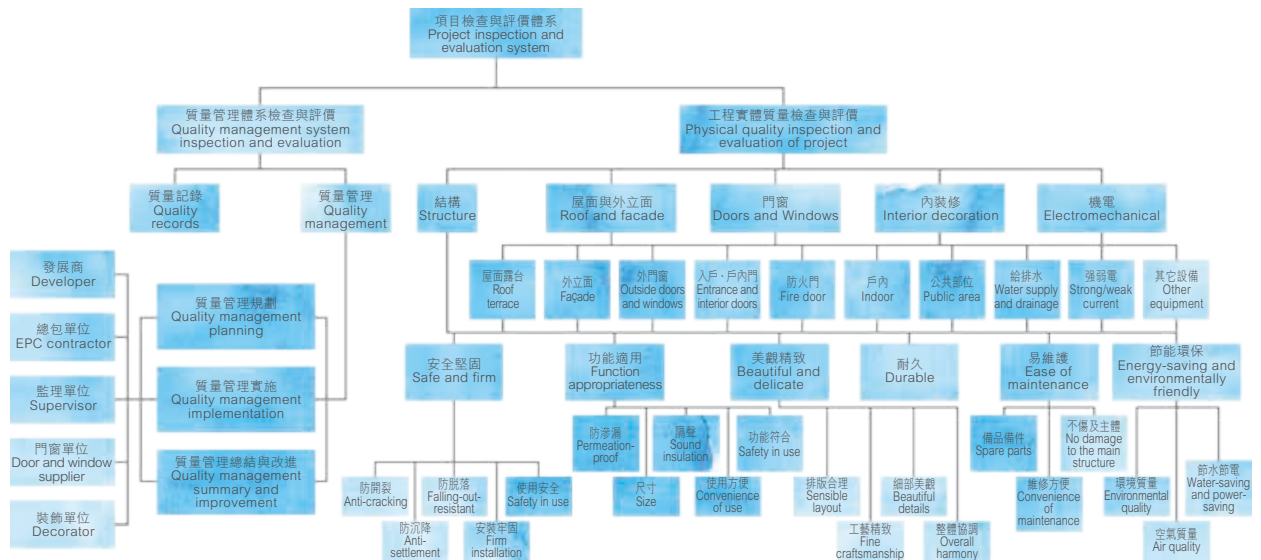 項目檢查與評價體系
Project inspection and
evaluation system
質量管理體系檢查與評價
Quality management system
inspection and evaluation
工程實體質量檢查與評價
Physical quality inspection and
evaluation of project
質量記錄
Quality
records
質量管理
Quality
management
結構
Structure
屋面與外立面
Roof and facade
門窗
Doors and Windows
內裝修
Interior decoration
機電
Electromechanical
發展商
Developer
總包單位
EPC contractor
監理單位
Supervisor
門窗單位
Door and window
supplier
裝飾單位
Decorator
質量管理規劃
Quality management
planning
質量管理實施
Quality management
implementation
質量管理總結與改進
Quality management
summary and
improvement
屋面露台
Roof
terrace
外立面
Façade
外門窗
Outside doors
and windows
入戶、戶內門
Entrance and
interior doors
防火門
Fire door
戶內
Indoor
公共部位
Public area
給排水
Water supply
and drainage
强弱電
Strong/weak
current
其它設備
Other
equipment
安全堅固
Safe and firm
功能適用
Function
appropriateness
美觀精致
Beautiful and
delicate
耐久
Durable
易維護
Ease of
maintenance
節能環保
Energy-saving and
environmentally
friendly
防開裂
Anti-cracking
防沉降
Anti-
settlement
防脱落
Falling-out-
resistant
安裝牢固
Firm
installation
使用安全
Safety in use
防滲漏
Permeation-
proof
尺寸
Size
隔聲
Sound
insulation
使用方便
Convenience
of use
功能符合
Safety in use
排版合理
Sensible
layout
工藝精致
Fine
craftsmanship
細部美觀
Beautiful
details
整體協調
Overall
harmony
備品備件
Spare parts
維修方便
Convenience
of maintenance
不傷及主體
No damage
to the main
structure
環境質量
Environmental
quality
空氣質量
Air quality
節水節電
Water-saving
and power-
saving